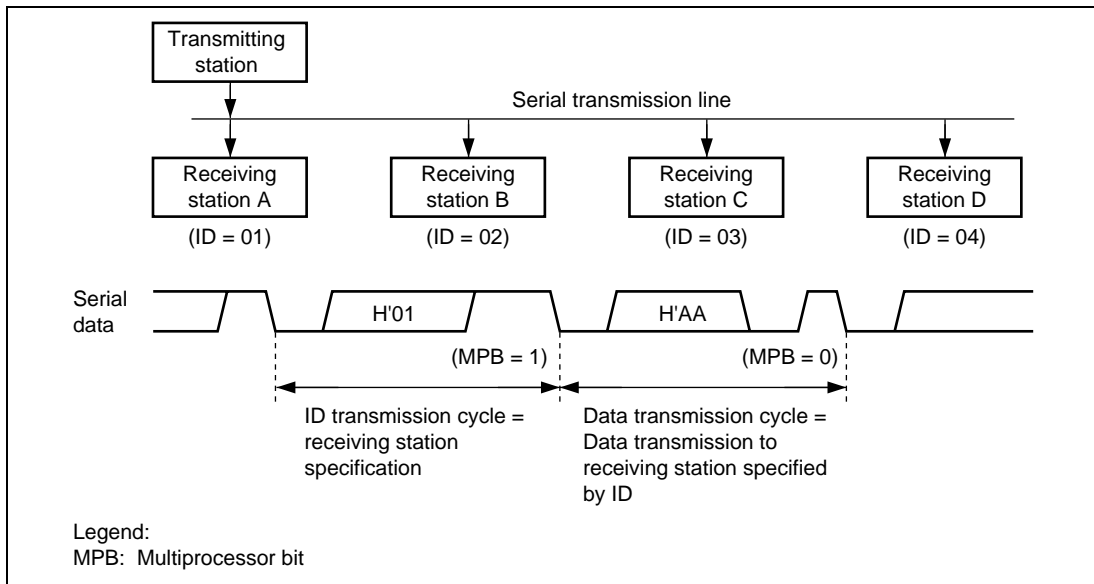 Transmitting
station
Serial transmission line
Receiving
station A
Receiving
station B
Receiving
station C
Receiving
station D
(ID = 01)
(ID = 02)
(ID = 03)
(ID = 04)
Serial
data
H'01
H'AA
(MPB = 1)
(MPB = 0)
ID transmission cycle =
receiving station
specification
Data transmission cycle =
Data transmission to
receiving station specified
by ID
Legend:
MPB: Multiprocessor bit